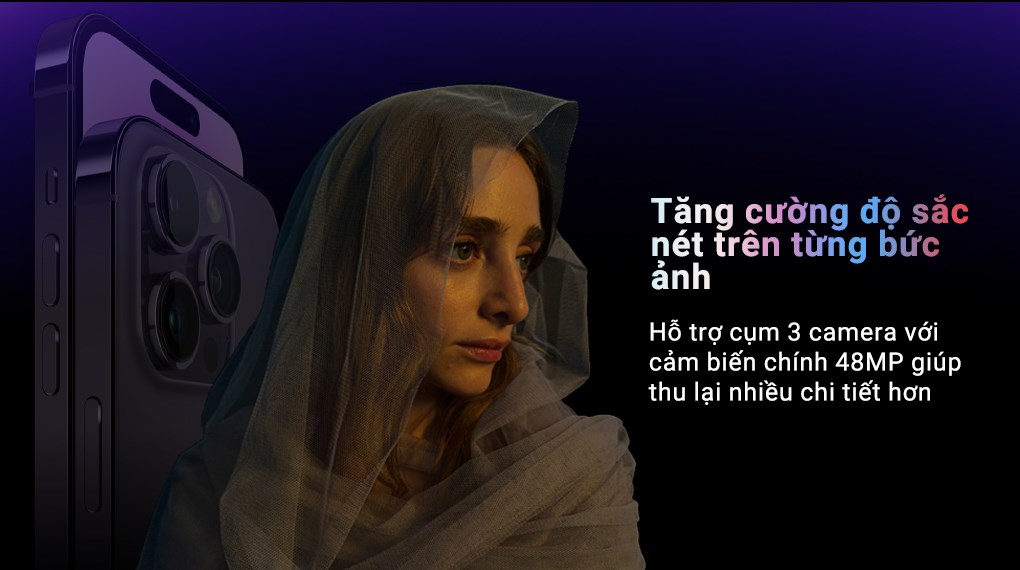 Tăng cường độ sắc
nét trên từng bức
ảnh
Hỗ trợ cụm 3 camera với
cảm biến chính 48MP giúp
thu lại nhiều chi tiết hơn